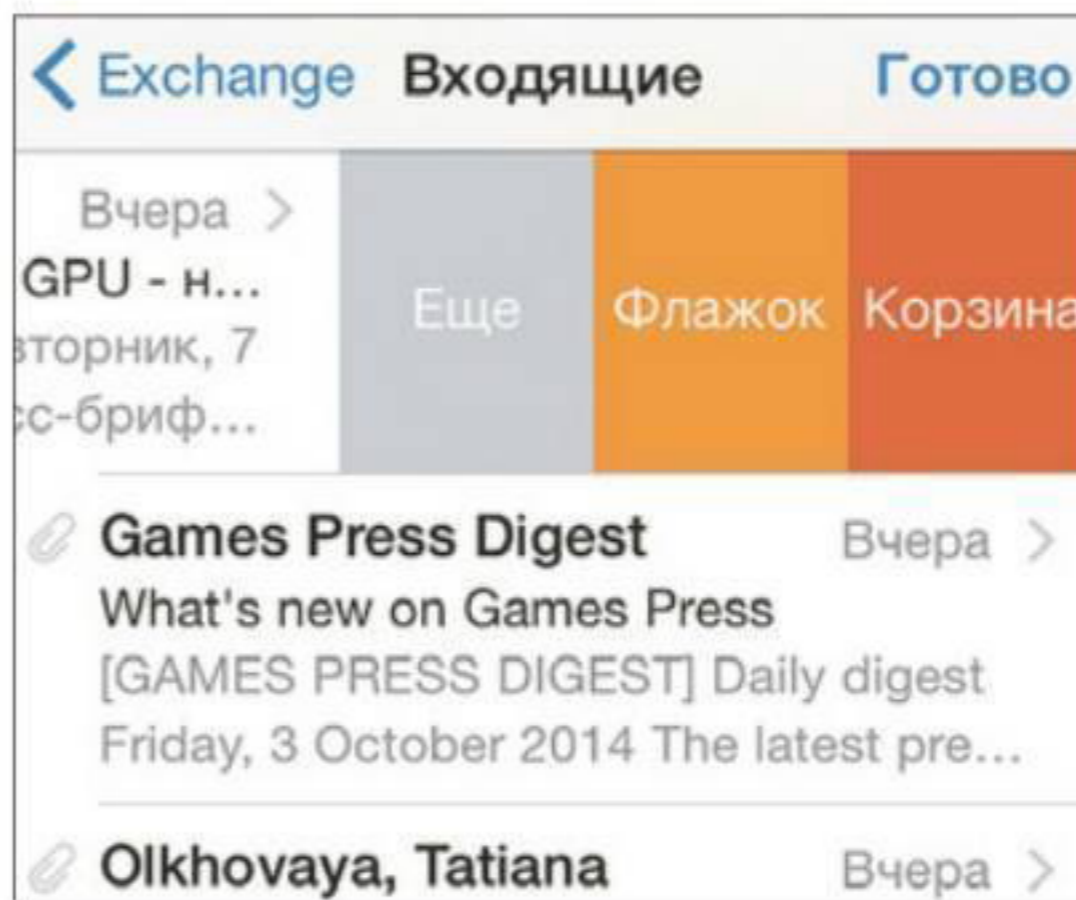 Exchange Входящие Готово
Вчера
GPU - н...
вторник, 7
сс-бриф...
Еще Флажок Корзина
Games Press Digest Вчера
What's new on Games Press
[GAMES PRESS DIGEST] Daily digest
Friday, 3 October 2014 The latest pre...
Olkhovaya, Tatiana Вчера